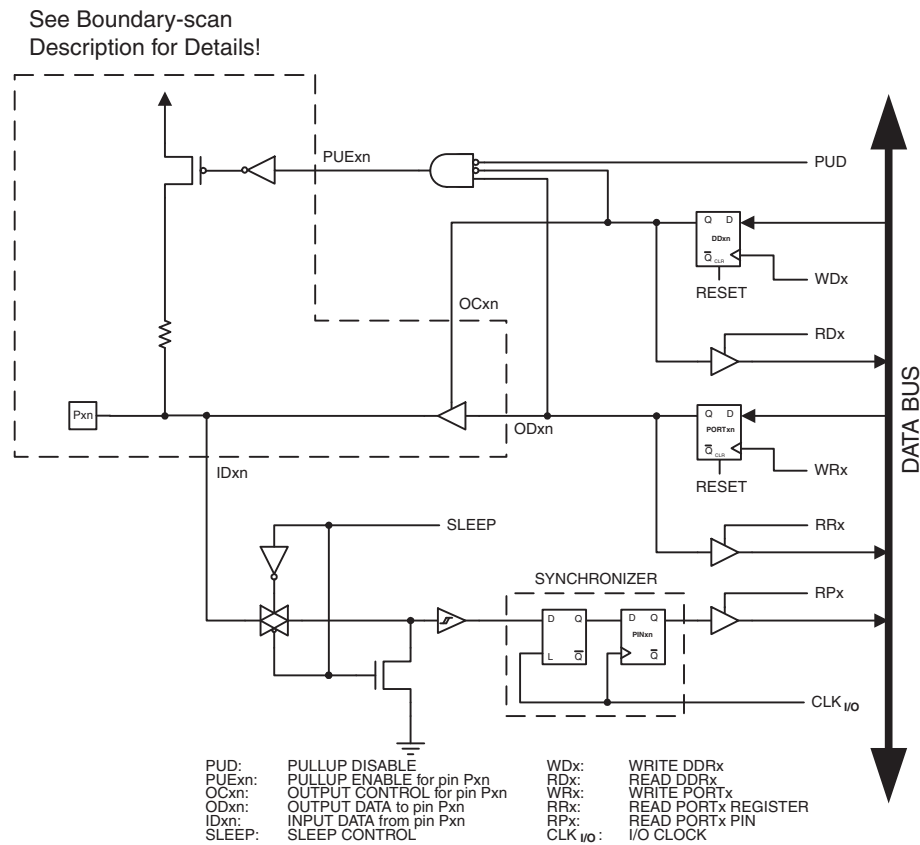 See Boundary-scan
Description for Details!
PUExn
PUD
Q D
DDxn
Q CLR
WDx
RESET
OCxn
RDx
Pxn
ODxn
Q D
PORTxn
Q CLR
WRx
RESET
IDxn
SLEEP
RRx
SYNCHRONIZER
RPx
D Q
D Q
PINxn
L Q
Q
CLK I/O
DATA BUS
PUD: PULLUP DISABLE
PUExn: PULLUP ENABLE for pin Pxn
OCxn: OUTPUT CONTROL for pin Pxn
ODxn: OUTPUT DATA to pin Pxn
IDxn: INPUT DATA from pin Pxn
SLEEP: SLEEP CONTROL
WDx: WRITE DDRx
RDx: READ DDRx
WRx: WRITE PORTx
RRx: READ PORTx REGISTER
RPx: READ PORTx PIN
CLK I/O: I/O CLOCK